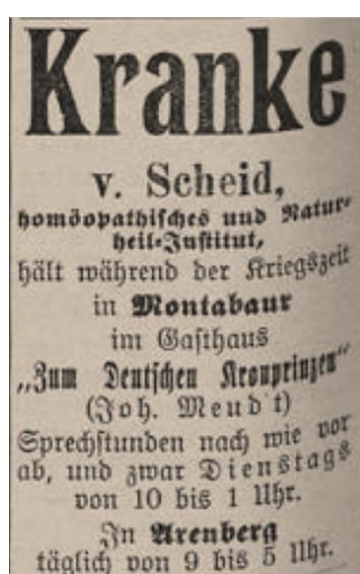 Kranke
v. Scheid,
homöopathisches und Natur-
heil-Institut,
hält während der Kriegszeit
in Montabaur
im Gasthaus
„Zum Deutschen Kronprinzen“
(Joh. Meudt)
Sprechstunden nach wie vor
ab, und zwar Dienstags
von 10 bis 1 Uhr.
In Arenberg
täglich von 9 bis 5 Uhr.